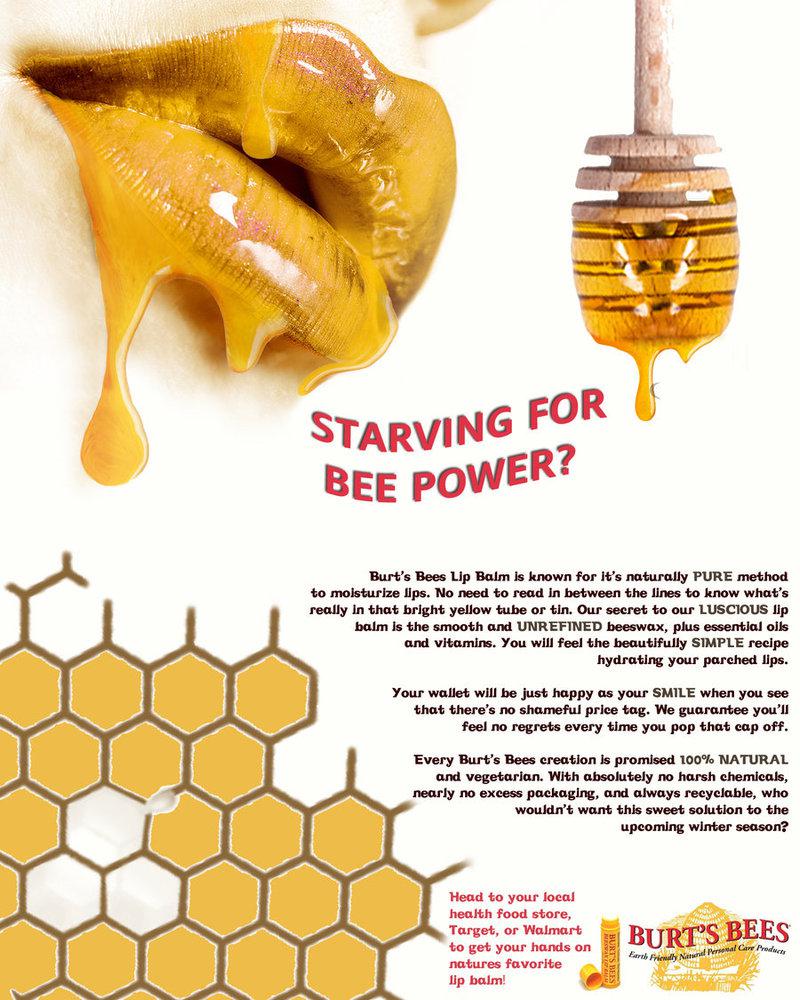 STARVING FOR
BEE POWER?
Burt's Bees Lip Balm is known for it's naturally PURE method
to moisturize lips. No need to read in between the lines to know what's
really in that bright yellow tube or tin. Our secret to our LUSCIOUS lip
balm is the smooth and UNREFINED beeswax, plus essential oils
and vitamins. You will feel the beautifully SIMPLE recipe
hydrating your parched lips.
Your wallet will be just happy as your SMILE when you see
that there's no shameful price tag. We guarantee you'll
feel no regrets every time you pop that cap off.
Every Burt's Bees creation is promised 100% NATURAL
and vegetarian. With absolutely no harsh chemicals,
nearly no excess packaging, and always recyclable, who
wouldn't want this sweet solution to the
upcoming winter season?
Head to your local
health food store,
Target, or Walmart
to get your hands on
natures favorite
lip balm!
BURT'S BEES
BURT'S BEES
Earth Friendly Natural Personal Care Products